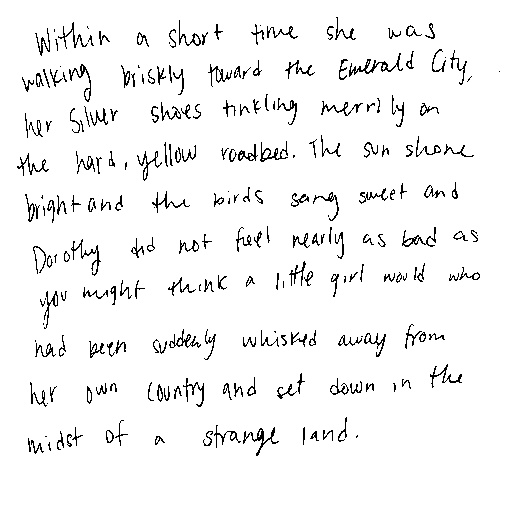 Within a short time she was
walking briskly toward the Emerald City,
her Silver shoes tinkling merrily on
the hard, yellow roadbed. The sun shone
bright and the birds sang sweet and
Dorothy did not feel nearly as bad as
you might think a little girl would who
had been suddenly whisked away from
her own country and set down in the
midst of a strange land.